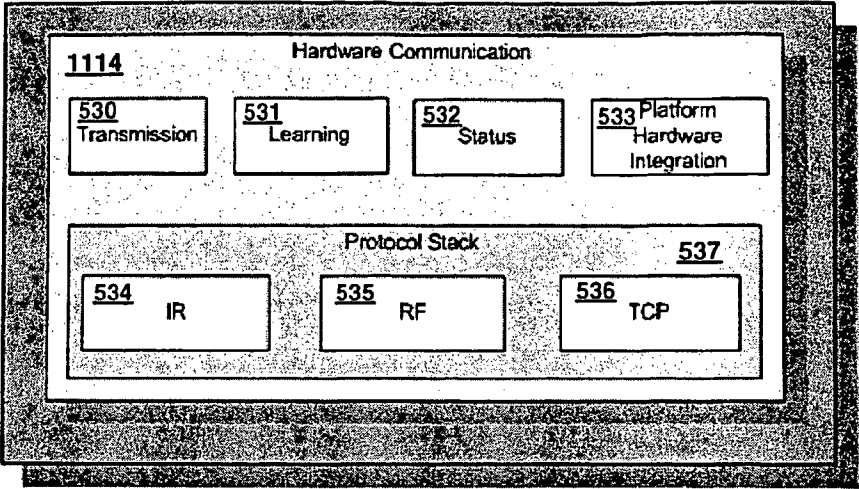 Hardware Communication
1114
530
Transmission
531
Learning
532
Status
533 Platform
Hardware
Integration
Protocol Stack
537
534
IR
535
RF
536
TCP